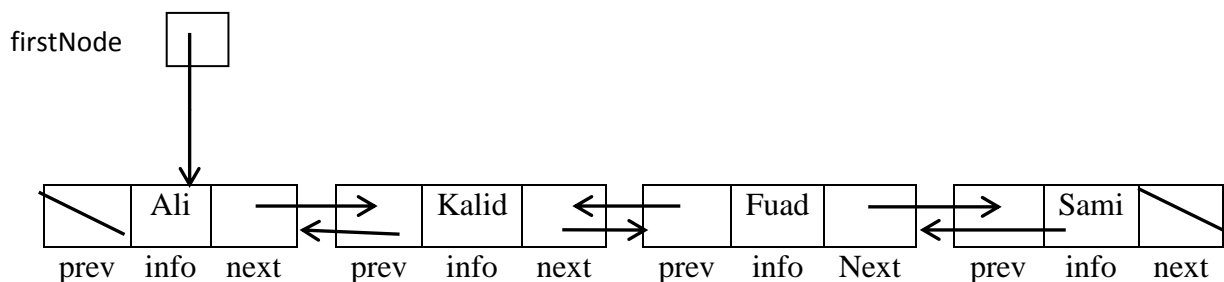 firstNode
Ali Kalid Fuad Sami
prev info next prev info next prev info Next prev info next